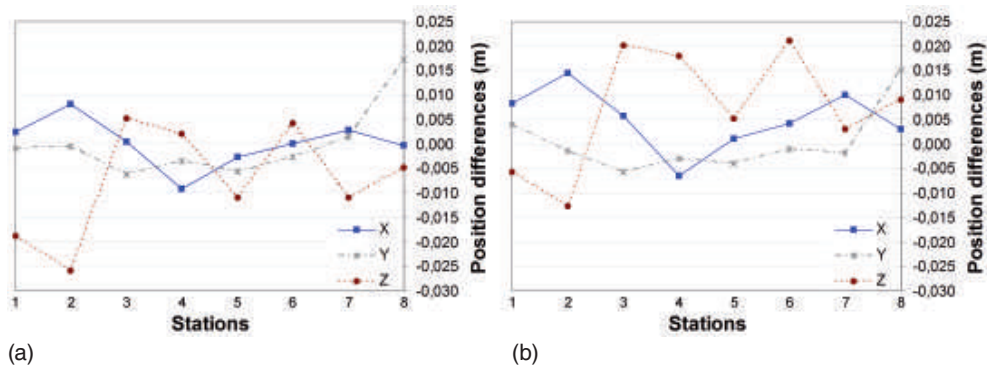 0,025
0,020
0,015
0,010
0,005
0,000
-0,005
-0,010
-0,015
-0,020
-0,025
-0,030
Position differences (m)
X
Y
Z
1 2 3 4 5 6 7 8
Stations
(a)
0,025
0,020
0,015
0,010
0,005
0,000
-0,005
-0,010
-0,015
-0,020
-0,025
-0,030
Position differences (m)
X
Y
Z
1 2 3 4 5 6 7 8
Stations
(b)